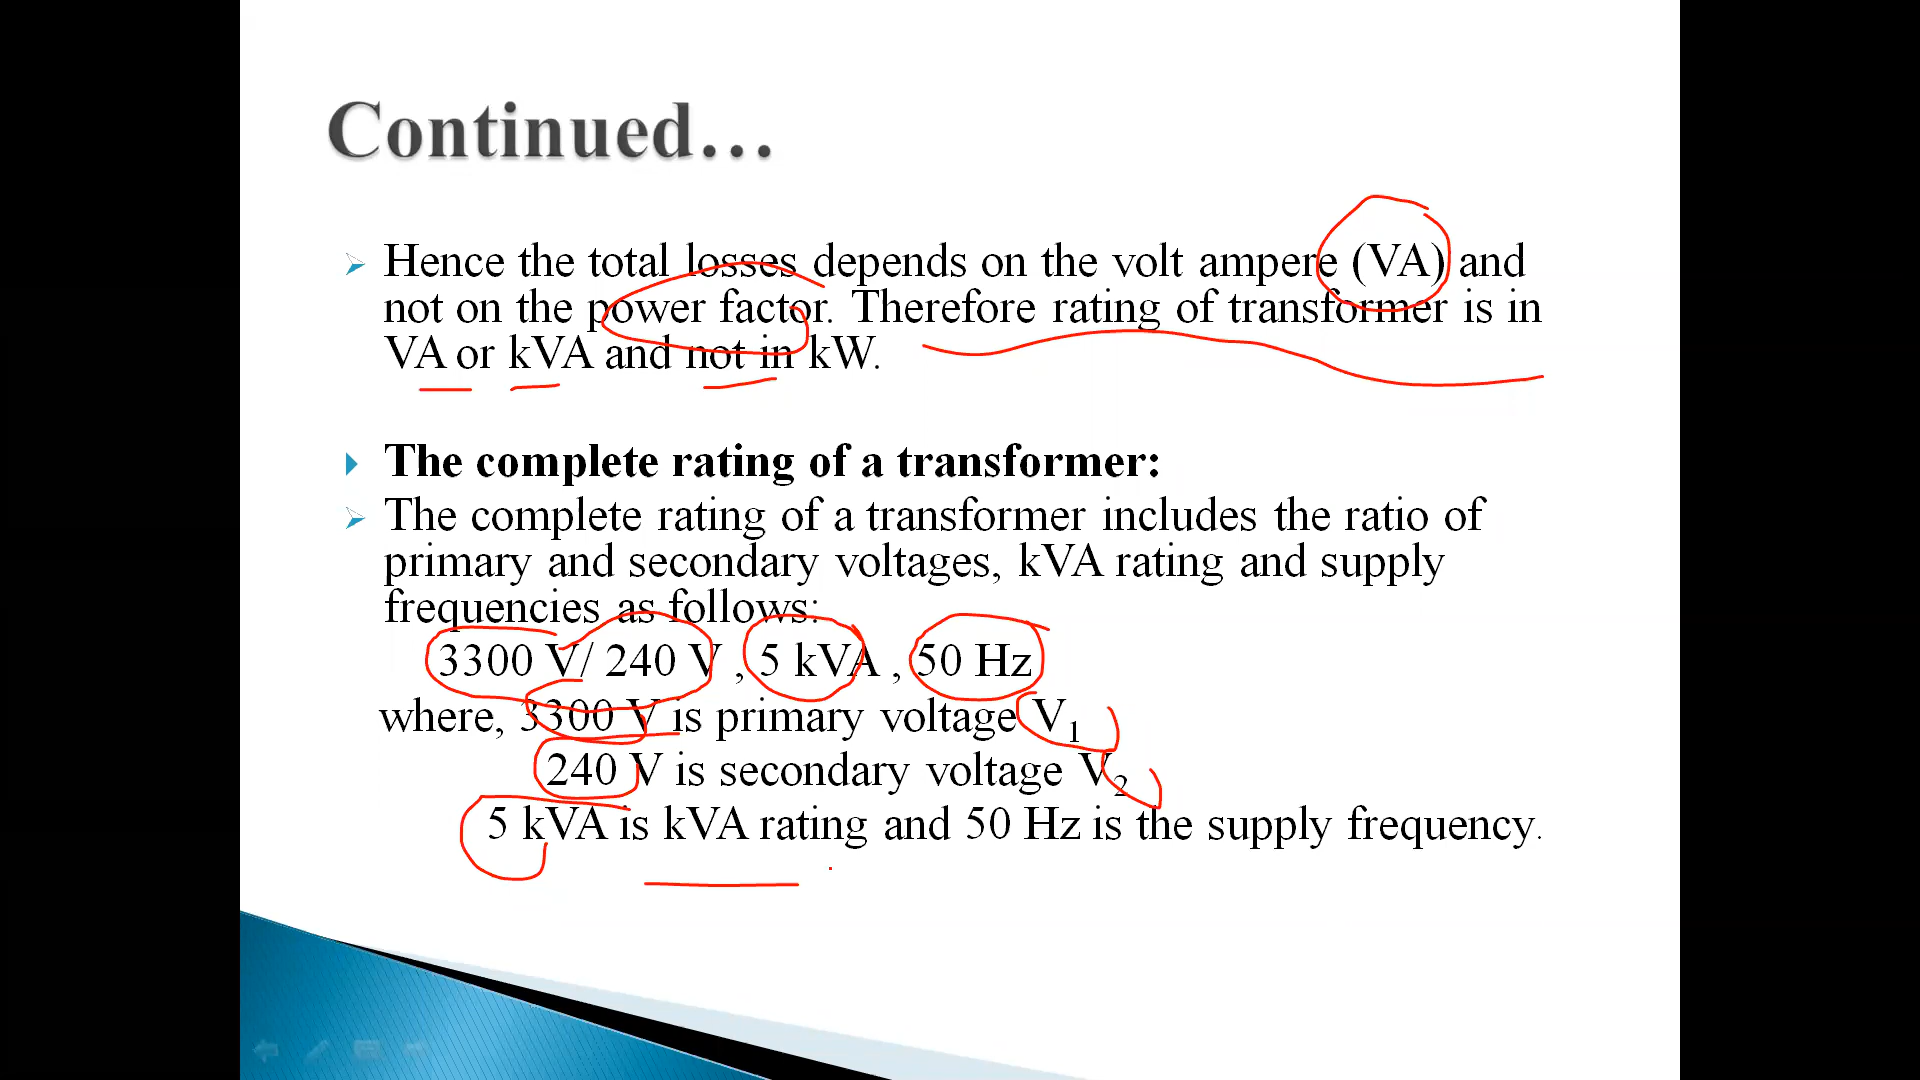 Continued...
Hence the total losses depends on the volt ampere (VA) and
not on the power factor. Therefore rating of transformer is in
VA or kVA and not in kW.
The complete rating of a transformer:
The complete rating of a transformer includes the ratio of
primary and secondary voltages, kVA rating and supply
frequencies as follows:
3300 V/ 240 V , 5 kVA , 50 Hz
where, 3300 V is primary voltage V₁
240 V is secondary voltage V₂
5 kVA is kVA rating and 50 Hz is the supply frequency.